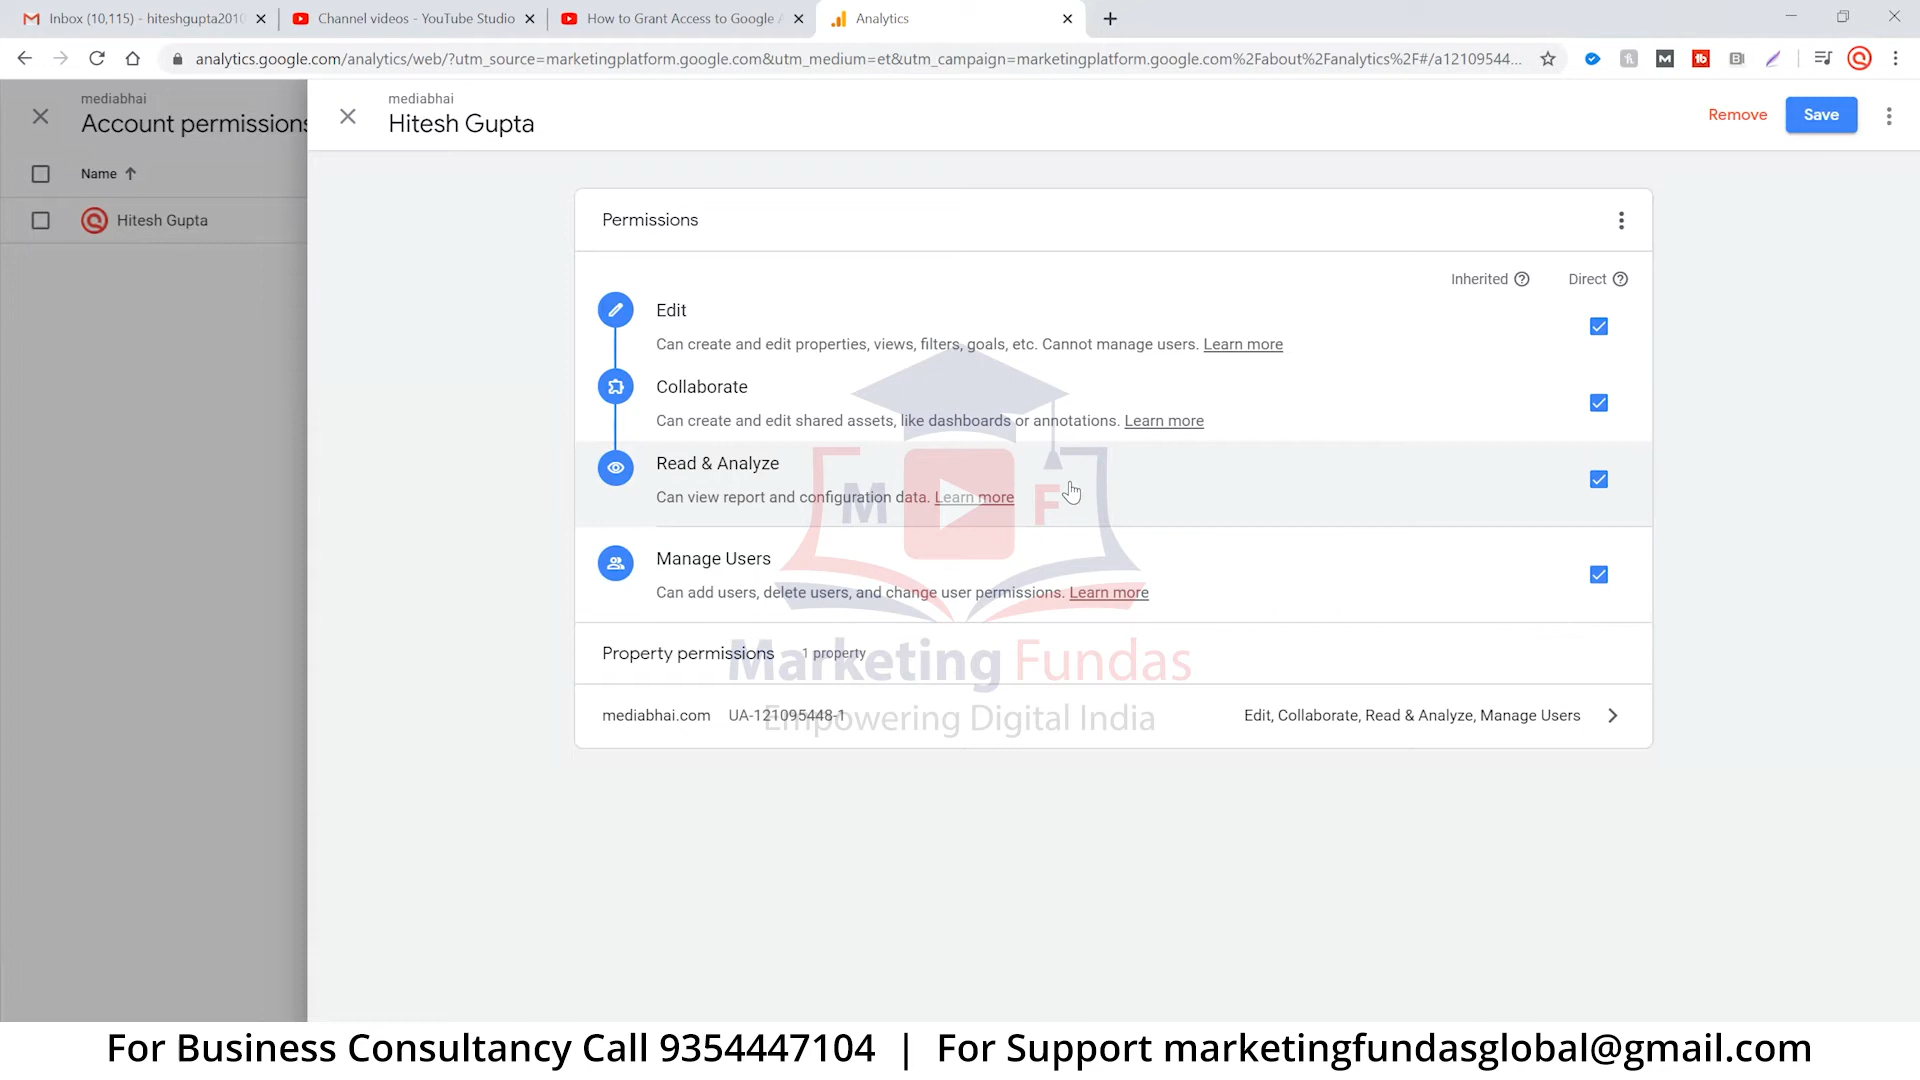 Inbox (10,115) - hiteshgupta2010
Channel videos - YouTube Studio
How to Grant Access to Google A
Analytics
analytics.google.com/analytics/web/?utm_source=marketingplatform.google.com&utm_medium=et&utm_campaign=marketingplatform.google.com%2Fabout%2Fanalytics%2F#/a12109544...
mediabhai
Account permissions
Name
Hitesh Gupta
mediabhai
Hitesh Gupta
Remove
Save
Permissions
Inherited
Direct
Edit
Can create and edit properties, views, filters, goals, etc. Cannot manage users. Learn more
Collaborate
Can create and edit shared assets, like dashboards or annotations. Learn more
Read & Analyze
Can view report and configuration data. Learn more
M F
Manage Users
Can add users, delete users, and change user permissions. Learn more
Property permissions 1 property
Marketing Fundas
mediabhai.com UA-121095448-1 Edit, Collaborate, Read & Analyze, Manage Users
Empowering Digital India
For Business Consultancy Call 9354447104 | For Support marketingfundasglobal@gmail.com